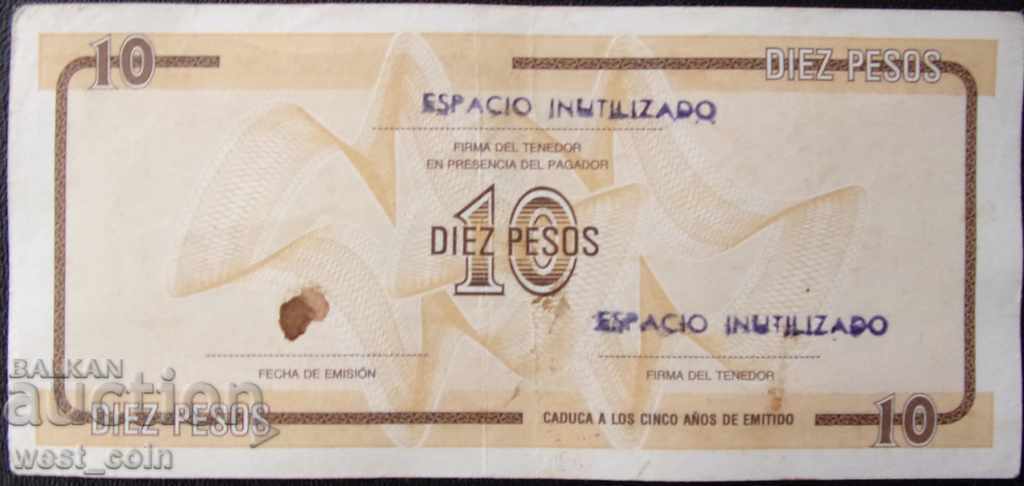 10
DIEZ PESOS
ESPACIO INUTILIZADO
FIRMA DEL TENEDOR
EN PRESENCIA DEL PAGADOR
10
DIEZ PESOS
ESPACIO INUTILIZADO
FECHA DE EMISIÓN
FIRMA DEL TENEDOR
DIEZ PESOS
CADUCA A LOS CINCO AÑOS DE EMITIDO
10
BALKAN
auction
west_coin